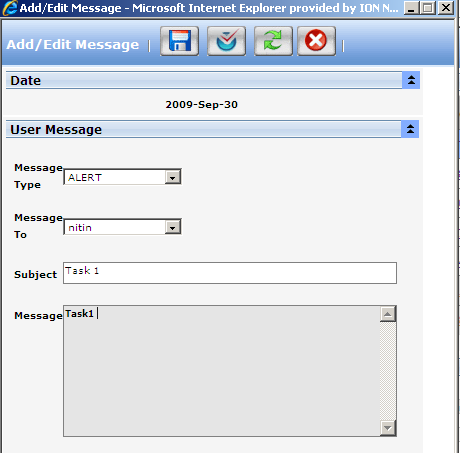 Add/Edit Message - Microsoft Internet Explorer provided by ION N...
Add/Edit Message
Date
2009-Sep-30
User Message
Message Type ALERT
Message To nitin
Subject Task 1
Message Task1